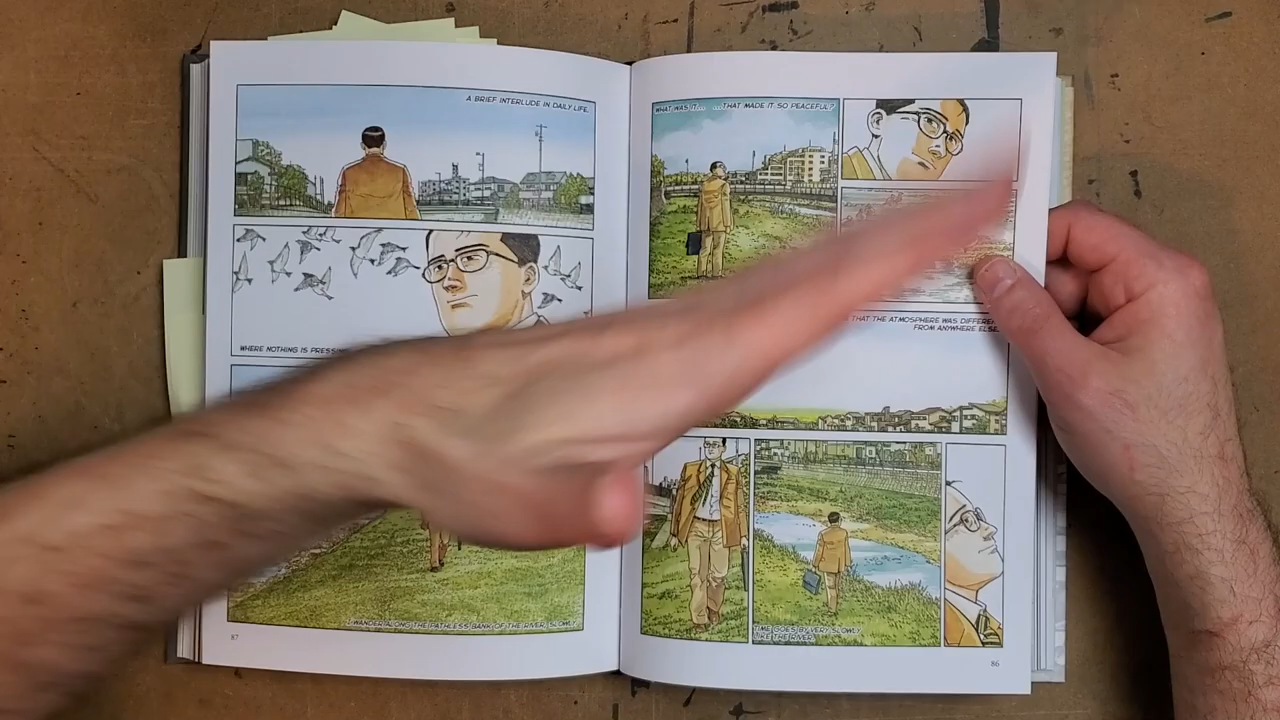 WHAT WAS IT... ...THAT MADE IT SO PEACEFUL?
THAT THE ATMOSPHERE WAS
FROM ANYWHERE ELSE
TIME GOES BY VERY SLOWLY
LIKE THE RIVER.
86
A BRIEF INTERLUDE IN DAILY LIFE.
WHERE NOTHING IS
I WANDER ALONG THE PATHLESS BANK OF THE RIVER, SLOWLY
87